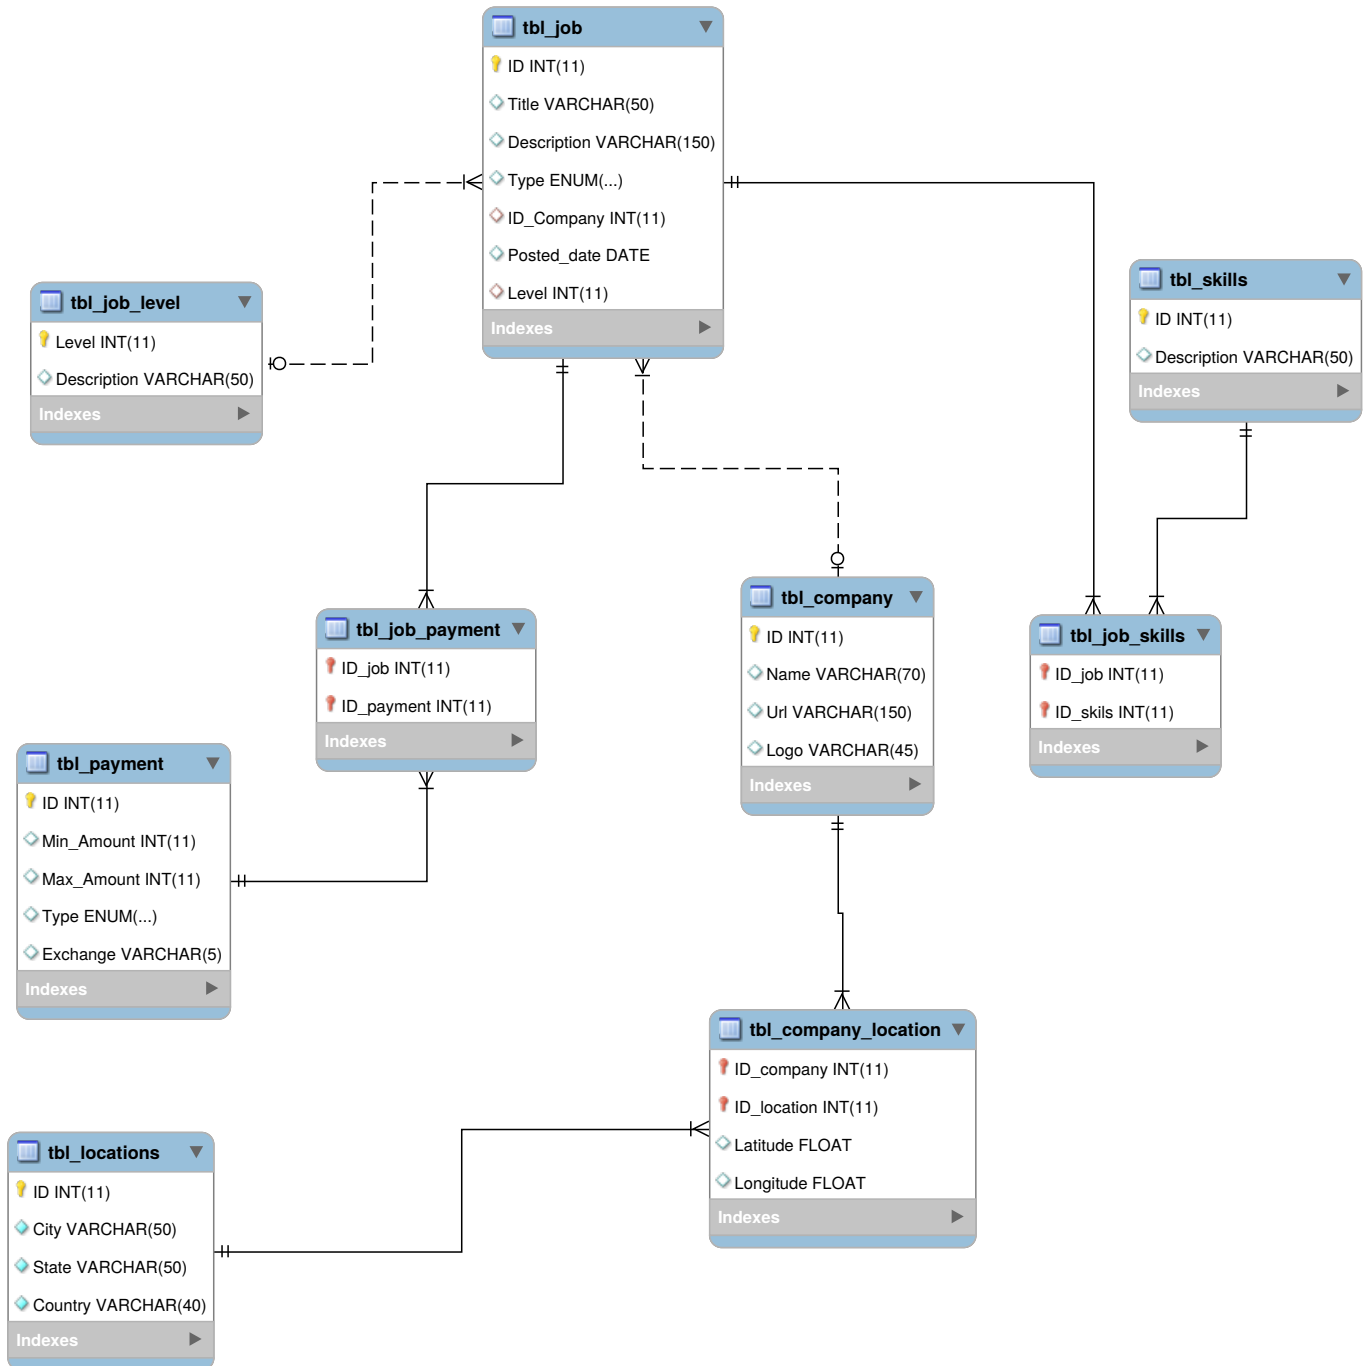 tbl_job
ID INT(11)
Title VARCHAR(50)
Description VARCHAR(150)
Type ENUM(...)
ID_Company INT(11)
Posted_date DATE
Level INT(11)
Indexes
tbl_job_level
Level INT(11)
Description VARCHAR(50)
Indexes
tbl_skills
ID INT(11)
Description VARCHAR(50)
Indexes
tbl_job_payment
ID_job INT(11)
ID_payment INT(11)
Indexes
tbl_company
ID INT(11)
Name VARCHAR(70)
Url VARCHAR(150)
Logo VARCHAR(45)
Indexes
tbl_job_skills
ID_job INT(11)
ID_skils INT(11)
Indexes
tbl_payment
ID INT(11)
Min_Amount INT(11)
Max_Amount INT(11)
Type ENUM(...)
Exchange VARCHAR(5)
Indexes
tbl_company_location
ID_company INT(11)
ID_location INT(11)
Latitude FLOAT
Longitude FLOAT
Indexes
tbl_locations
ID INT(11)
City VARCHAR(50)
State VARCHAR(50)
Country VARCHAR(40)
Indexes